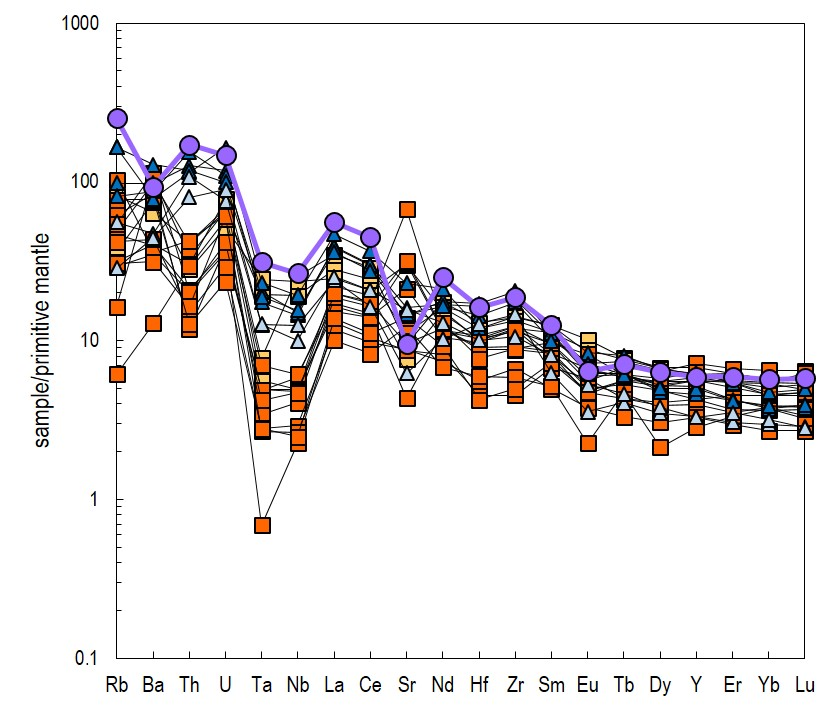 1000
100
10
1
0.1
sample/primitive mantle
Rb Ba Th U Ta Nb La Ce Sr Nd Hf Zr Sm Eu Tb Dy Y Er Yb Lu